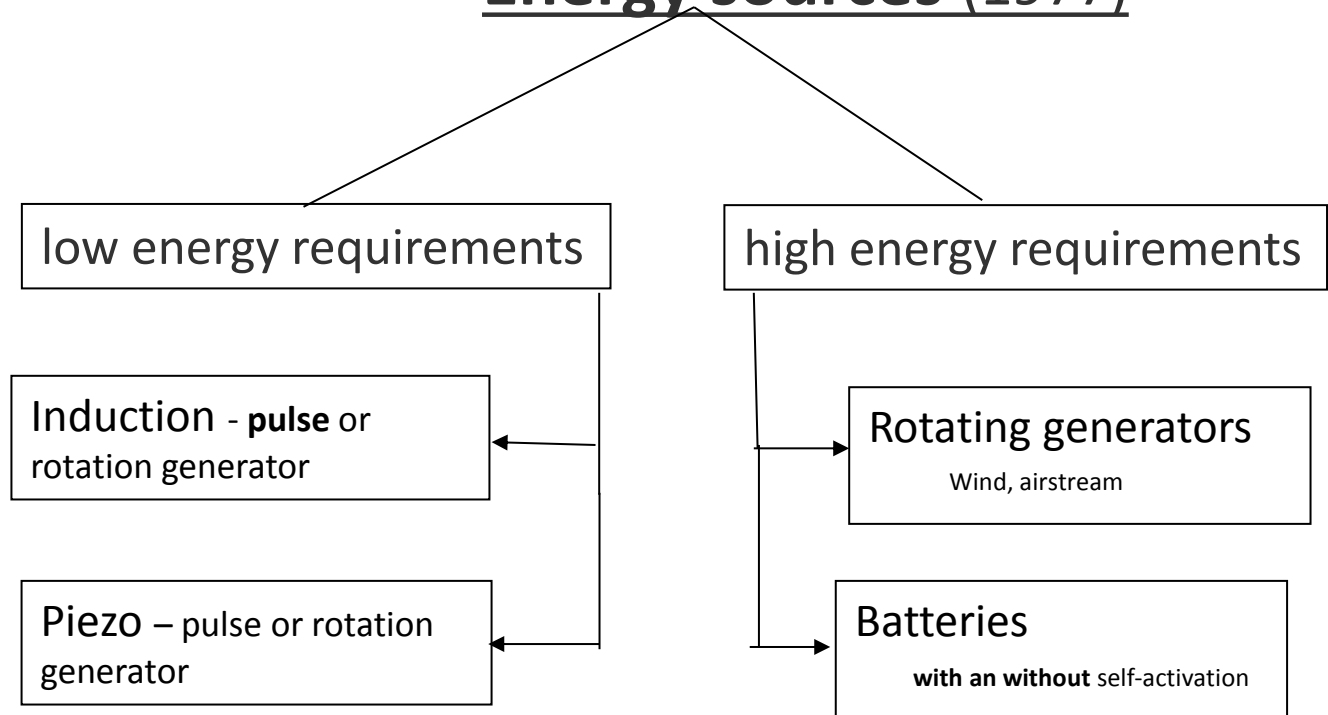 Energy sources (1977)
low energy requirements
high energy requirements
Induction - pulse or
rotation generator
Rotating generators
Wind, airstream
Piezo – pulse or rotation
generator
Batteries
with an without self-activation